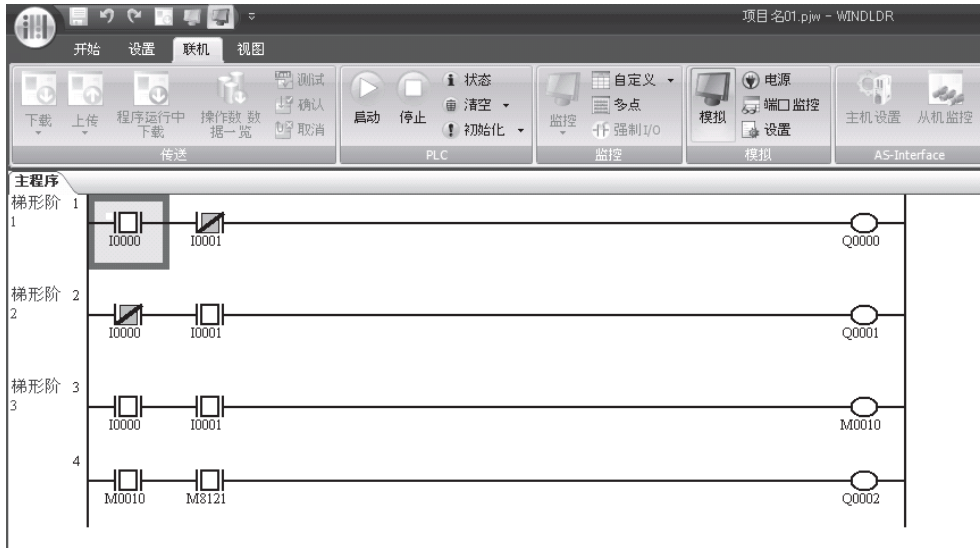 项目名01.pjw - WINDLDR
开始 设置 联机 视图
下载 上传 程序运行中下载 操作数 数据一览 测试 确认 取消
启动 停止 状态 清空 初始化
监控 自定义 多点 强制I/O
模拟 电源 端口监控 设置
主机设置 从机监控
传送 PLC 监控 模拟 AS-Interface
主程序
梯形阶 1
1
I0000 I0001 Q0000
梯形阶 2
2
I0000 I0001 Q0001
梯形阶 3
3
I0000 I0001 M0010
4
M0010 M8121 Q0002